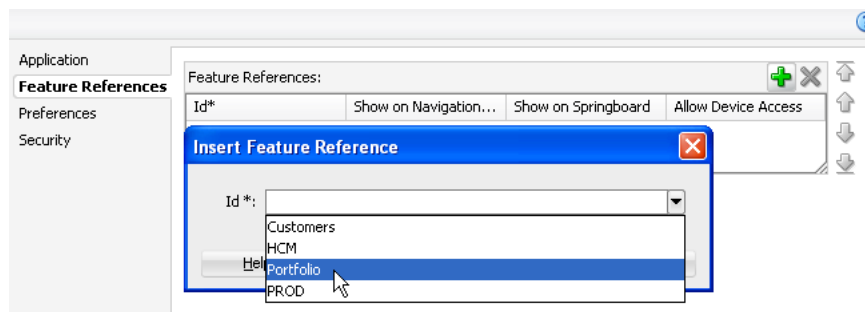 Application
Feature References
Preferences
Security
Feature References:
Id* Show on Navigation... Show on Springboard Allow Device Access
Insert Feature Reference
Id *:
Customers
HCM
Portfolio
PROD